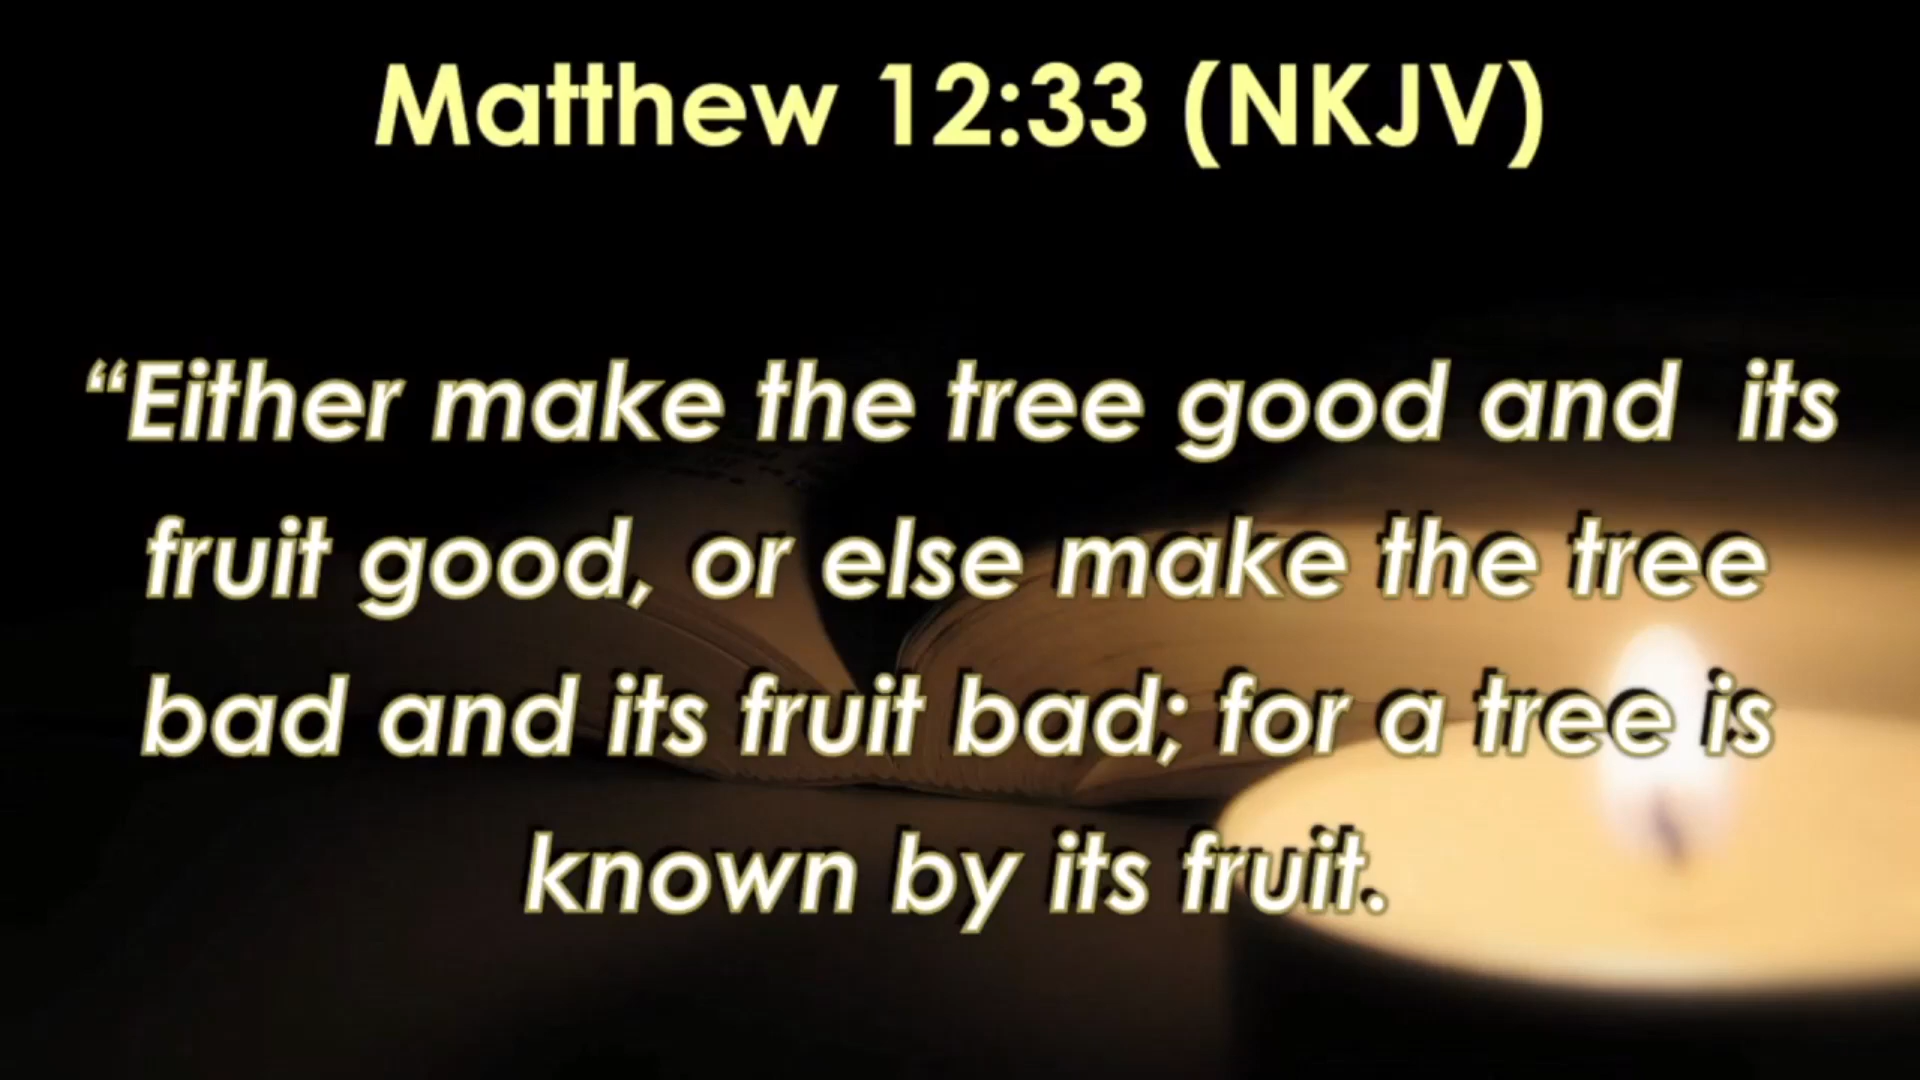 Matthew 12:33 (NKJV)
“Either make the tree good and  its
fruit good, or else make the tree
bad and its fruit bad; for a tree is
known by its fruit.